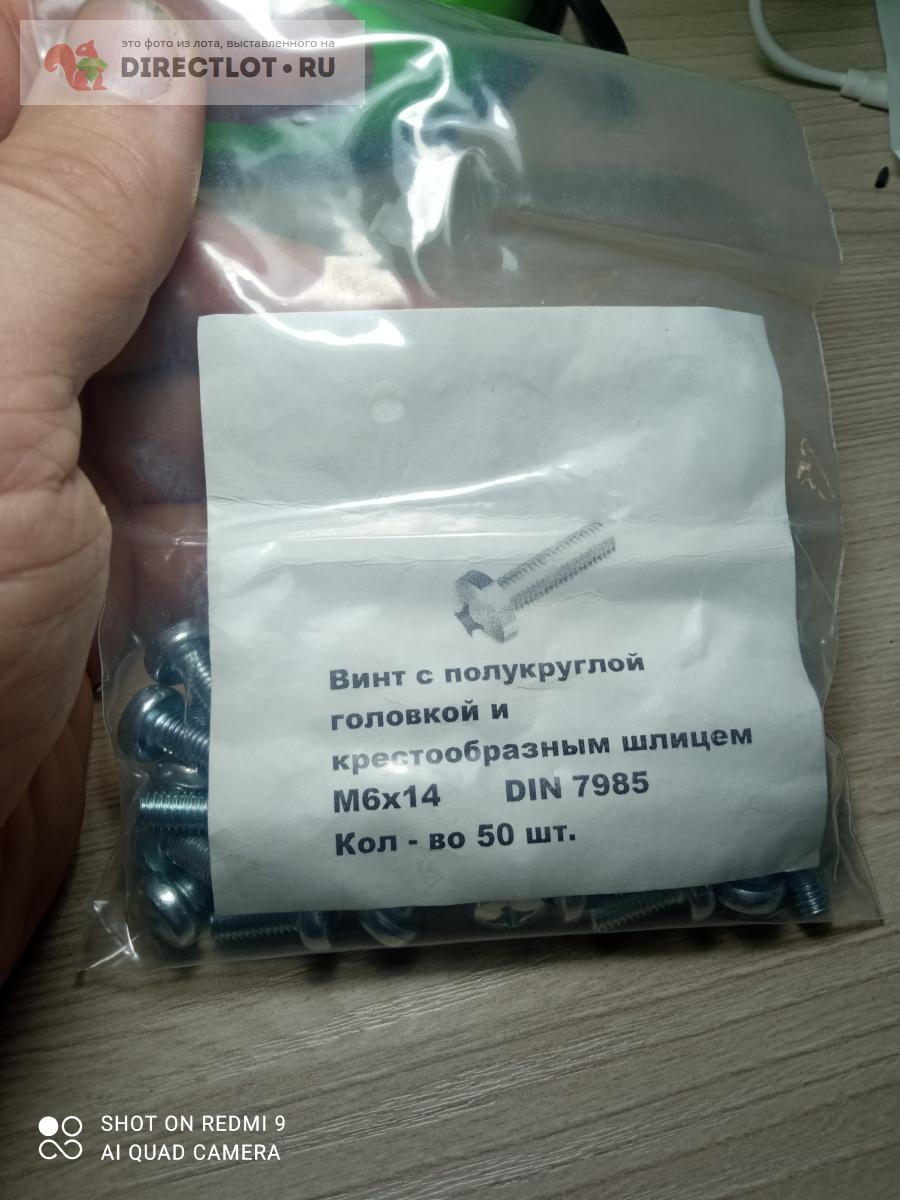 это фото из лота, выставленного на
DIRECTLOT • RU
Винт с полукруглой
головкой и
крестообразным шлицем
М6х14 DIN 7985
Кол - во 50 шт.
SHOT ON REDMI 9
AI QUAD CAMERA